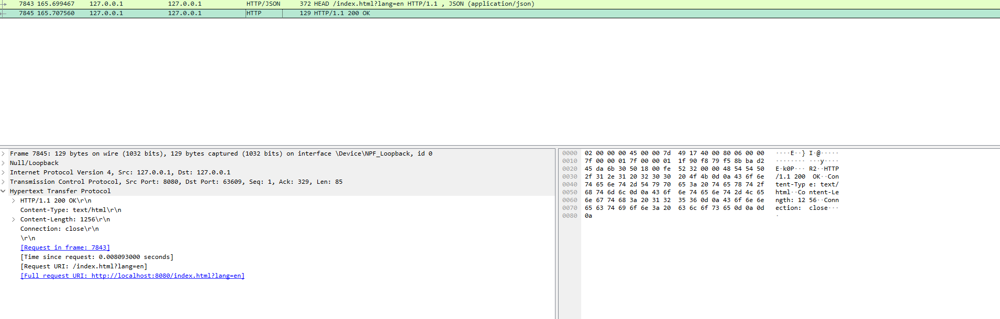 7843 165.699467 127.0.0.1 127.0.0.1 HTTP/JSON 372 HEAD /index.html?lang=en HTTP/1.1 , JSON (application/json)
7845 165.707560 127.0.0.1 127.0.0.1 HTTP 129 HTTP/1.1 200 OK
Frame 7845: 129 bytes on wire (1032 bits), 129 bytes captured (1032 bits) on interface \Device\NPF_Loopback, id 0
Null/Loopback
Internet Protocol Version 4, Src: 127.0.0.1, Dst: 127.0.0.1
Transmission Control Protocol, Src Port: 8080, Dst Port: 63609, Seq: 1, Ack: 329, Len: 85
Hypertext Transfer Protocol
HTTP/1.1 200 OK\r\n
Content-Type: text/html\r\n
Content-Length: 1256\r\n
Connection: close\r\n
\r\n
[Request in frame: 7843]
[Time since request: 0.008093000 seconds]
[Request URI: /index.html?lang=en]
[Full request URI: http://localhost:8080/index.html?lang=en]
0000 02 00 00 00 45 00 00 7d 49 17 40 00 80 06 00 00 ····E··} I·@·····
0010 7f 00 00 01 7f 00 00 01 1f 90 f8 79 f5 8b ba d2 ········ ···y····
0020 45 da 6b 30 50 18 00 fe 52 32 00 00 48 54 54 50 E·k0P··· R2··HTTP
0030 2f 31 2e 31 20 32 30 30 20 4f 4b 0d 0a 43 6f 6e /1.1 200 OK··Con
0040 74 65 6e 74 2d 54 79 70 65 3a 20 74 65 78 74 2f tent-Typ e: text/
0050 68 74 6d 6c 0d 0a 43 6f 6e 74 65 6e 74 2d 4c 65 html··Co ntent-Le
0060 6e 67 74 68 3a 20 31 32 35 36 0d 0a 43 6f 6e 6e ngth: 12 56··Conn
0070 65 63 74 69 6f 6e 3a 20 63 6c 6f 73 65 0d 0a 0d ection: close···
0080 0a ·